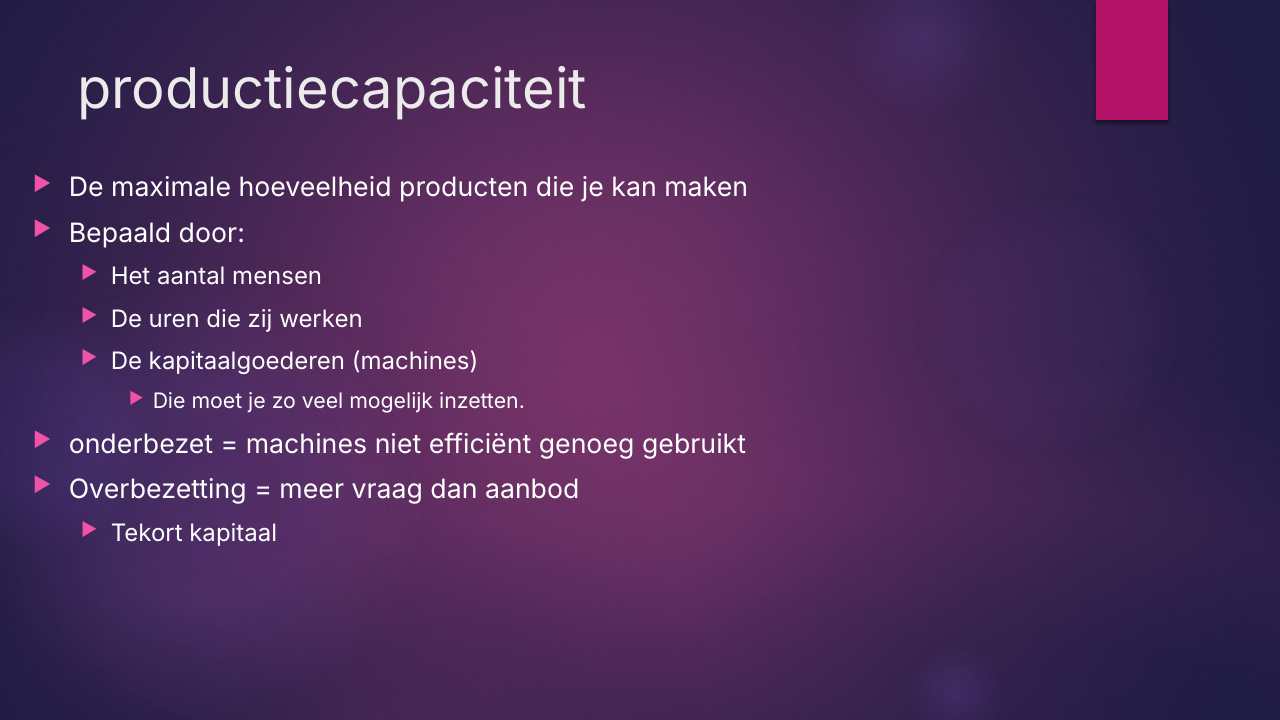 productiecapaciteit
De maximale hoeveelheid producten die je kan maken
Bepaald door:
Het aantal mensen
De uren die zij werken
De kapitaalgoederen (machines)
Die moet je zo veel mogelijk inzetten.
onderbezet = machines niet efficiënt genoeg gebruikt
Overbezetting = meer vraag dan aanbod
Tekort kapitaal